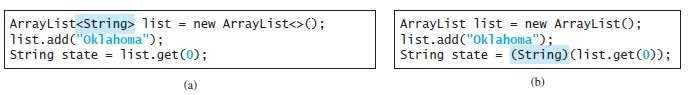 ArrayList<String> list = new ArrayList<>();
list.add("Oklahoma");
String state = list.get(0);
(a)
ArrayList list = new ArrayList();
list.add("Oklahoma");
String state = (String)(list.get(0));
(b)